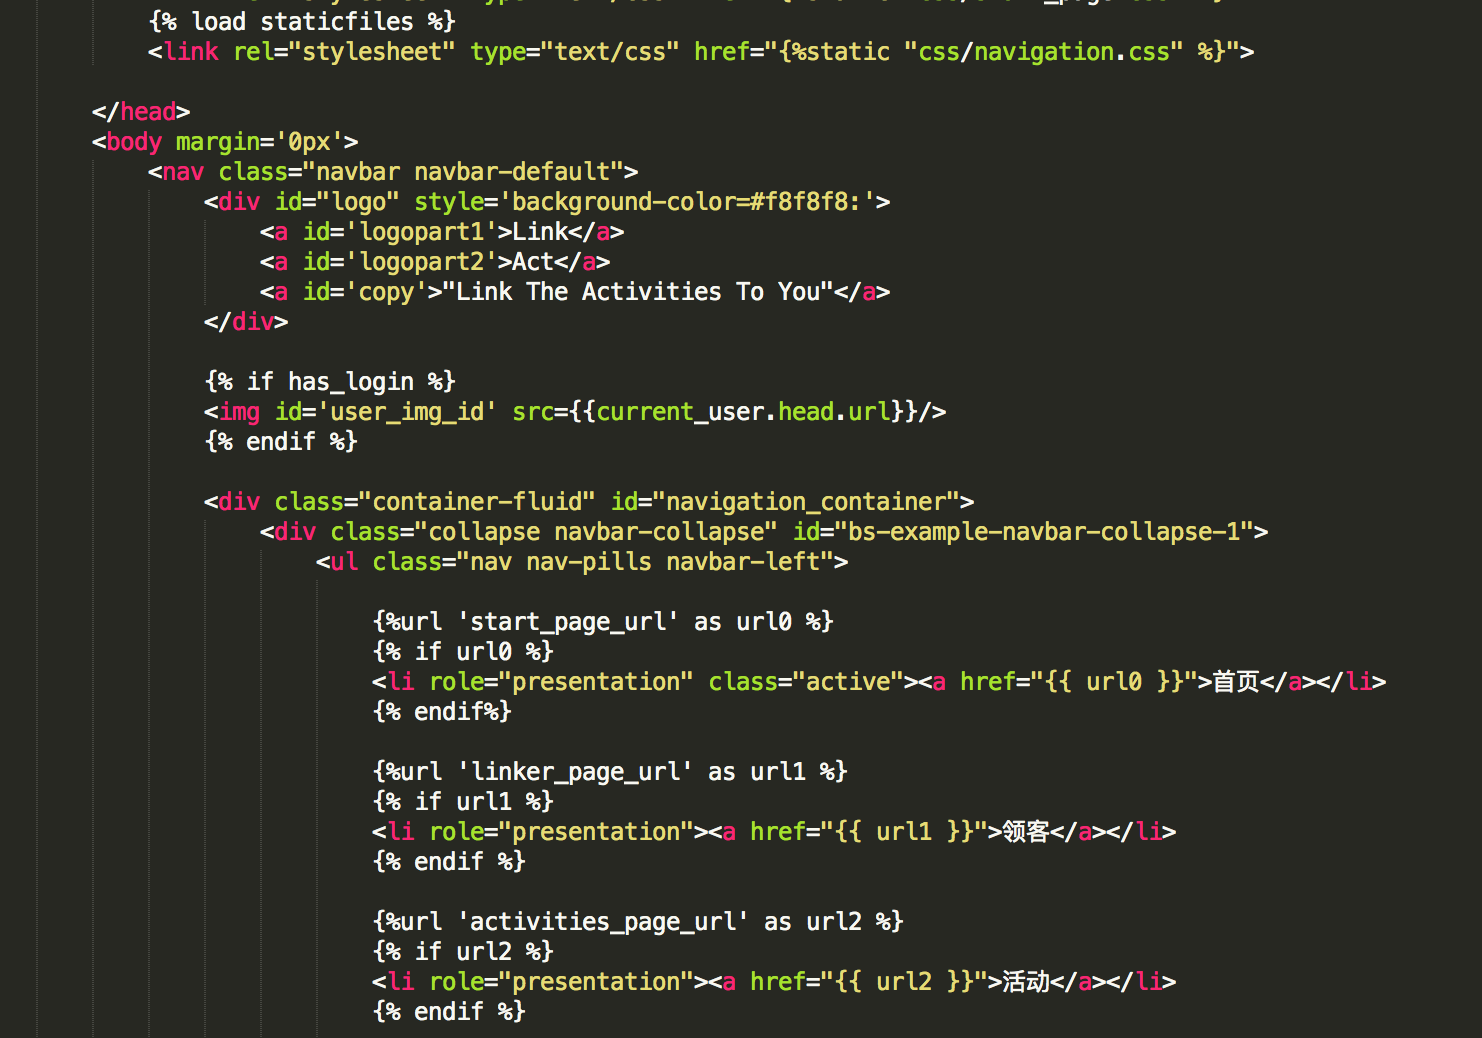 {% load staticfiles %}
<link rel="stylesheet" type="text/css" href="{%static "css/navigation.css" %}">
</head>
<body margin='0px'>
<nav class="navbar navbar-default">
<div id="logo" style='background-color=#f8f8f8:'>
<a id='logopart1'>Link</a>
<a id='logopart2'>Act</a>
<a id='copy'>"Link The Activities To You"</a>
</div>
{% if has_login %}
<img id='user_img_id' src={{current_user.head.url}}/>
{% endif %}
<div class="container-fluid" id="navigation_container">
<div class="collapse navbar-collapse" id="bs-example-navbar-collapse-1">
<ul class="nav nav-pills navbar-left">
{%url 'start_page_url' as url0 %}
{% if url0 %}
<li role="presentation" class="active"><a href="{{ url0 }}">首页</a></li>
{% endif%}
{%url 'linker_page_url' as url1 %}
{% if url1 %}
<li role="presentation"><a href="{{ url1 }}">领客</a></li>
{% endif %}
{%url 'activities_page_url' as url2 %}
{% if url2 %}
<li role="presentation"><a href="{{ url2 }}">活动</a></li>
{% endif %}